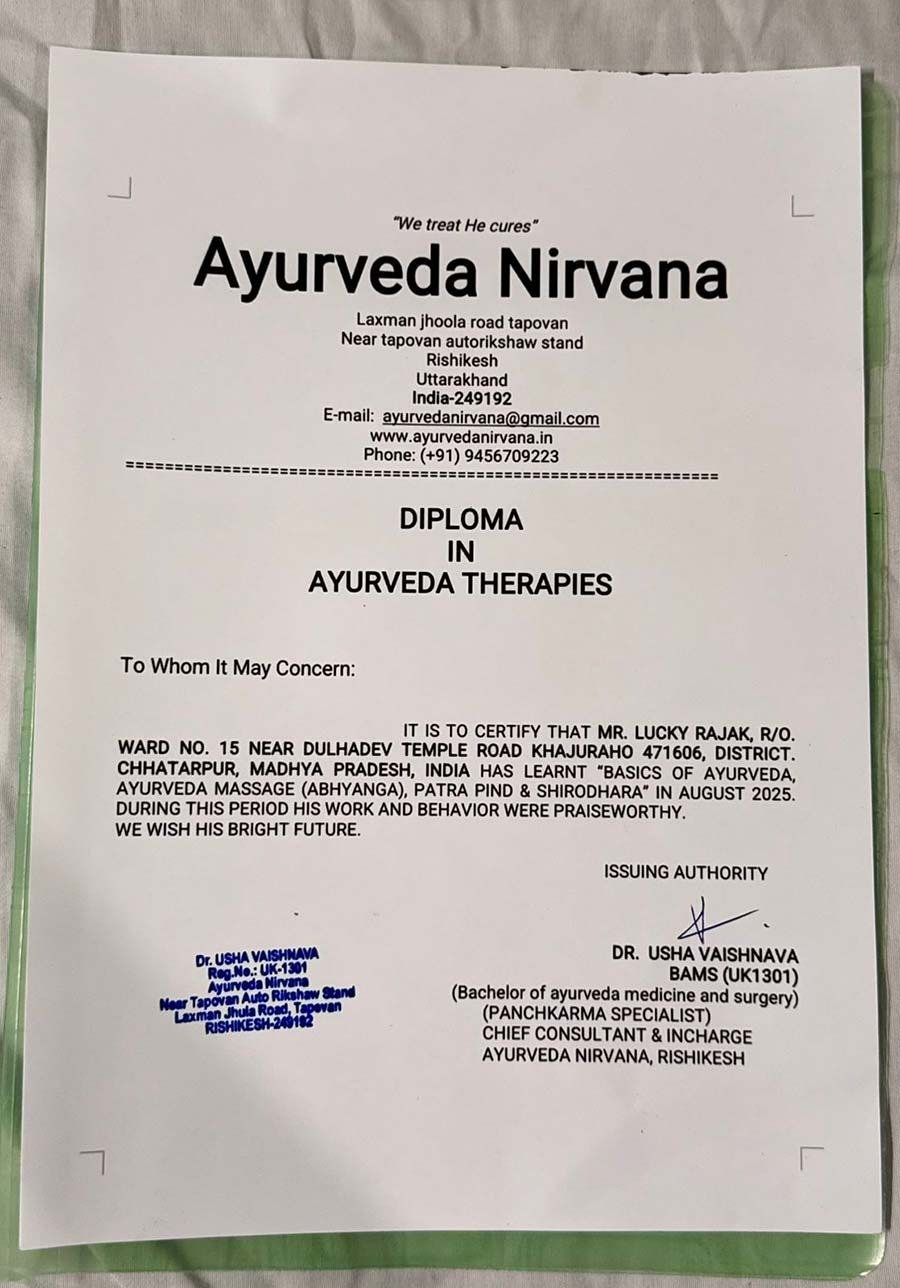 "We treat He cures"
Ayurveda Nirvana
Laxman jhoola road tapovan
Near tapovan autorikshaw stand
Rishikesh
Uttarakhand
India-249192
E-mail: ayurvedanirvana@gmail.com
www.ayurvedanirvana.in
Phone: (+91) 9456709223
==============================================================
DIPLOMA
IN
AYURVEDA THERAPIES
To Whom It May Concern:
IT IS TO CERTIFY THAT MR. LUCKY RAJAK, R/O.
WARD NO. 15 NEAR DULHADEV TEMPLE ROAD KHAJURAHO 471606, DISTRICT.
CHHATARPUR, MADHYA PRADESH, INDIA HAS LEARNT "BASICS OF AYURVEDA,
AYURVEDA MASSAGE (ABHYANGA), PATRA PIND & SHIRODHARA" IN AUGUST 2025.
DURING THIS PERIOD HIS WORK AND BEHAVIOR WERE PRAISEWORTHY.
WE WISH HIS BRIGHT FUTURE.
ISSUING AUTHORITY
Dr. USHA VAISHNAVA
Reg.No.: UK-1301
Ayurveda Nirvana
Near Tapovan Auto Rikshaw Stand
Laxman Jhula Road, Tapovan
RISHIKESH-249192
DR. USHA VAISHNAVA
BAMS (UK1301)
(Bachelor of ayurveda medicine and surgery)
(PANCHKARMA SPECIALIST)
CHIEF CONSULTANT & INCHARGE
AYURVEDA NIRVANA, RISHIKESH